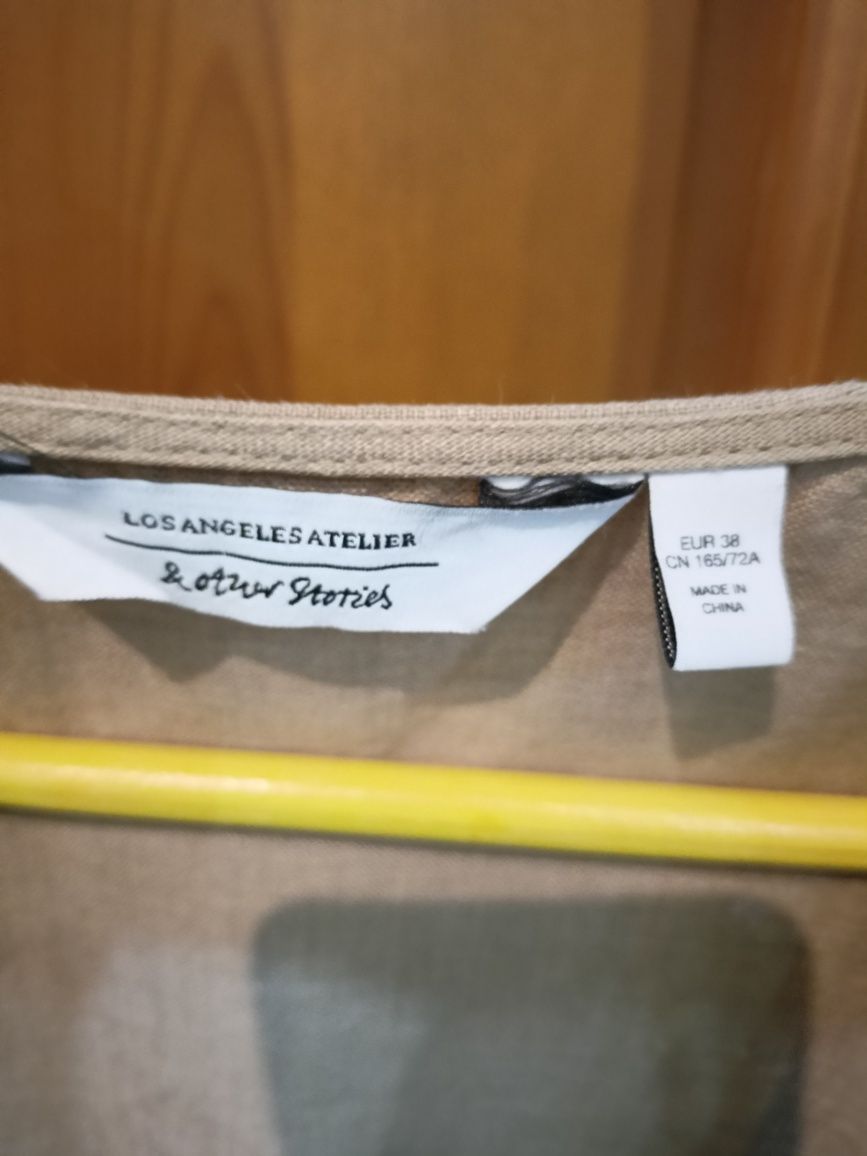 LOS ANGELES ATELIER
& other Stories
EUR 38
CN 165/72A
MADE IN
CHINA